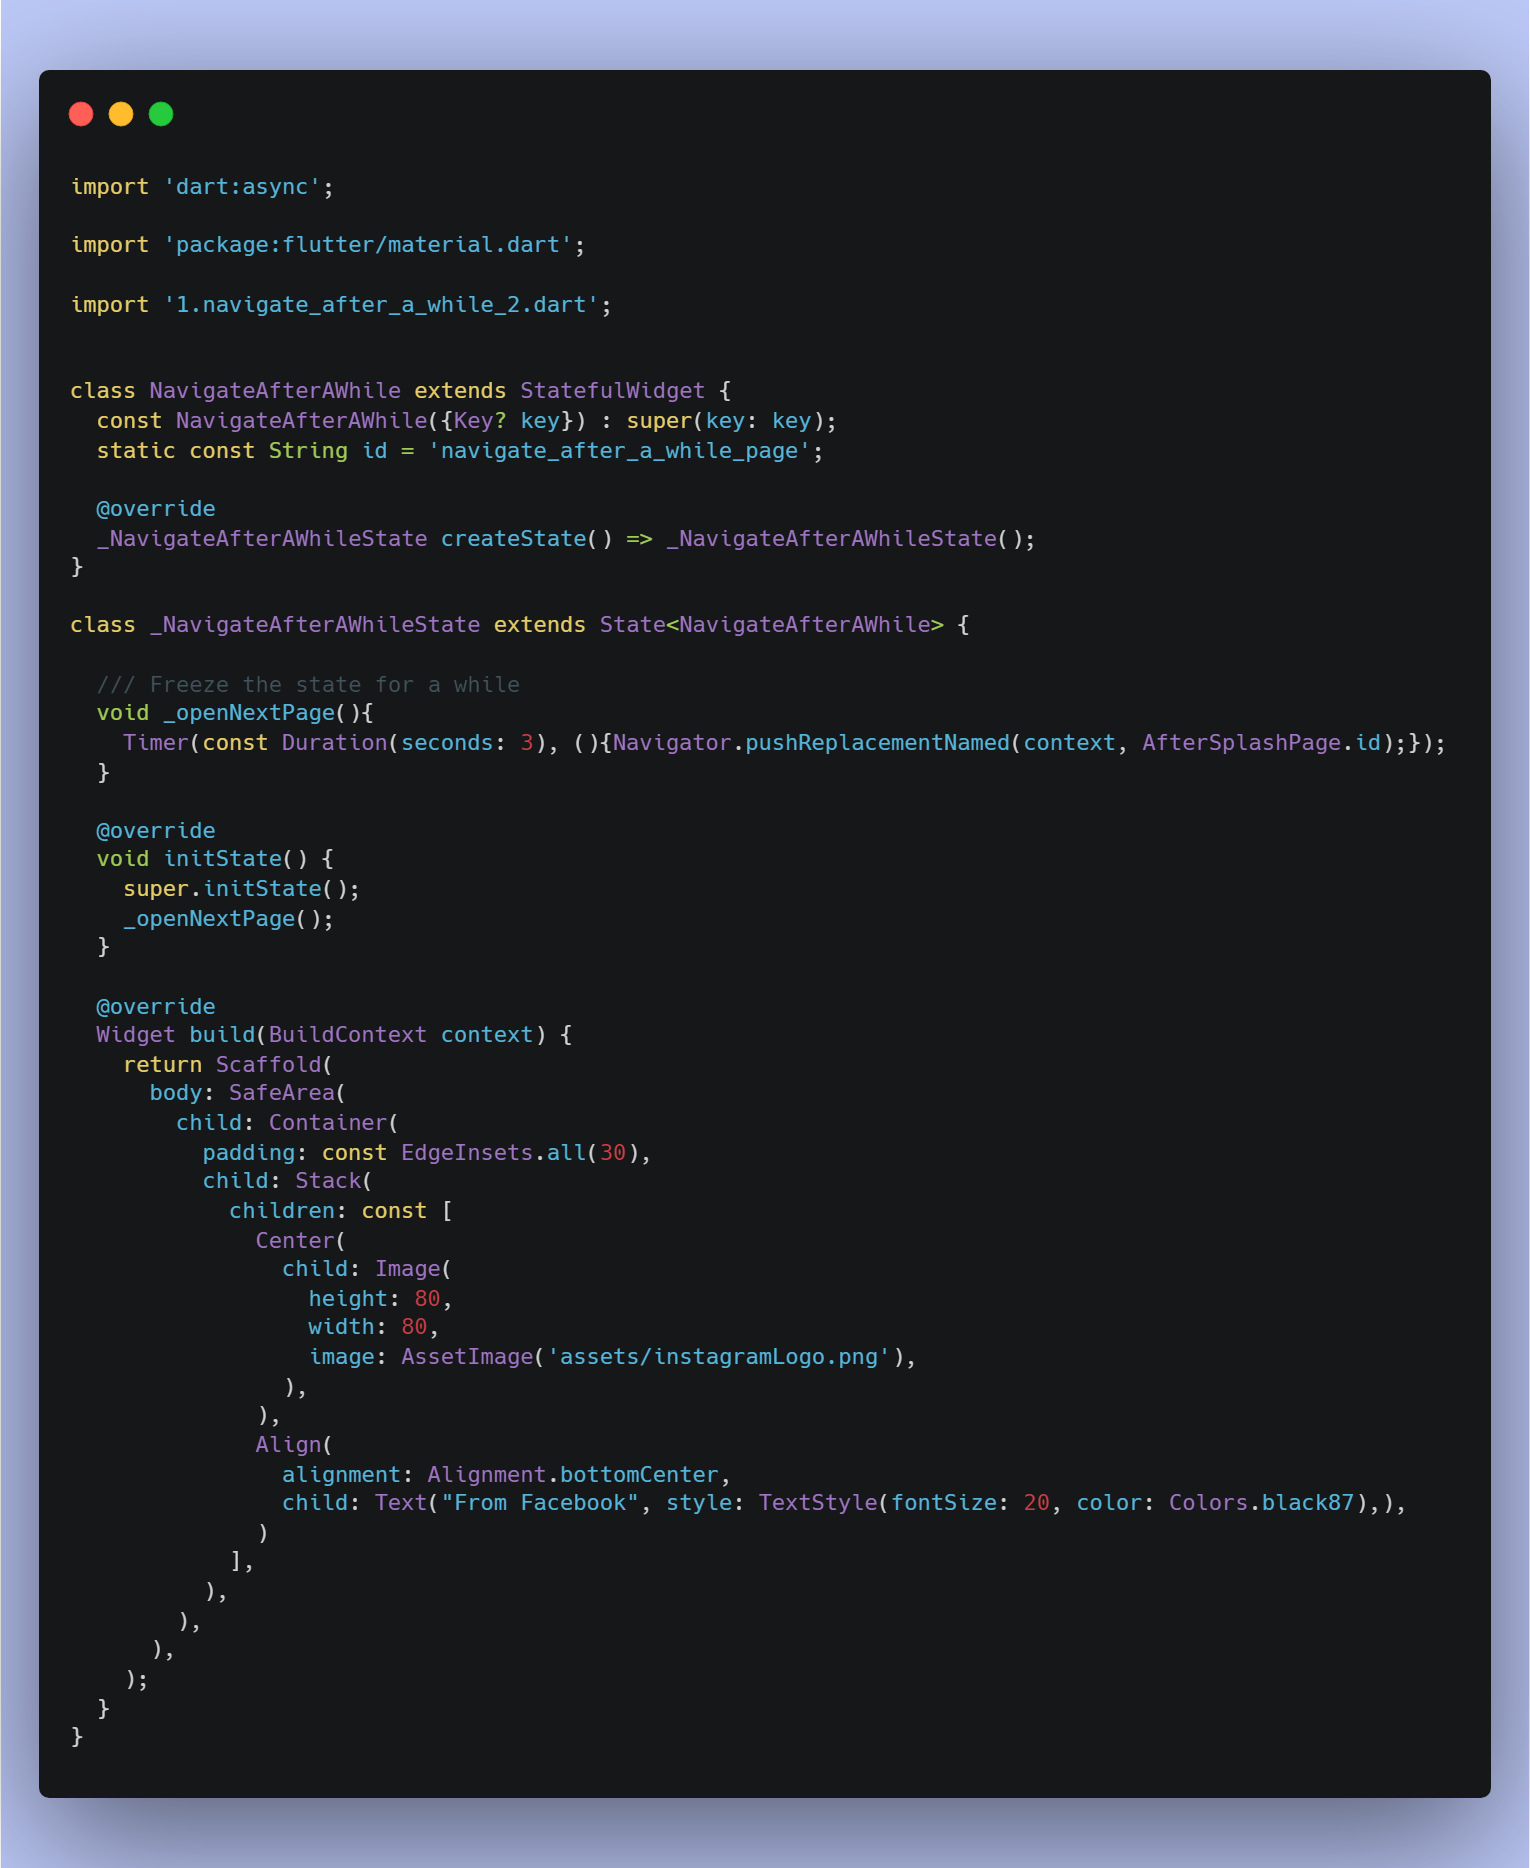 import 'dart:async';

import 'package:flutter/material.dart';

import '1.navigate_after_a_while_2.dart';


class NavigateAfterAWhile extends StatefulWidget {
  const NavigateAfterAWhile({Key? key}) : super(key: key);
  static const String id = 'navigate_after_a_while_page';

  @override
  _NavigateAfterAWhileState createState() => _NavigateAfterAWhileState();
}

class _NavigateAfterAWhileState extends State<NavigateAfterAWhile> {

  /// Freeze the state for a while
  void _openNextPage(){
    Timer(const Duration(seconds: 3), (){Navigator.pushReplacementNamed(context, AfterSplashPage.id);});
  }

  @override
  void initState() {
    super.initState();
    _openNextPage();
  }

  @override
  Widget build(BuildContext context) {
    return Scaffold(
      body: SafeArea(
        child: Container(
          padding: const EdgeInsets.all(30),
          child: Stack(
            children: const [
              Center(
                child: Image(
                  height: 80,
                  width: 80,
                  image: AssetImage('assets/instagramLogo.png'),
                ),
              ),
              Align(
                alignment: Alignment.bottomCenter,
                child: Text("From Facebook", style: TextStyle(fontSize: 20, color: Colors.black87),),
              )
            ],
          ),
        ),
      ),
    );
  }
}